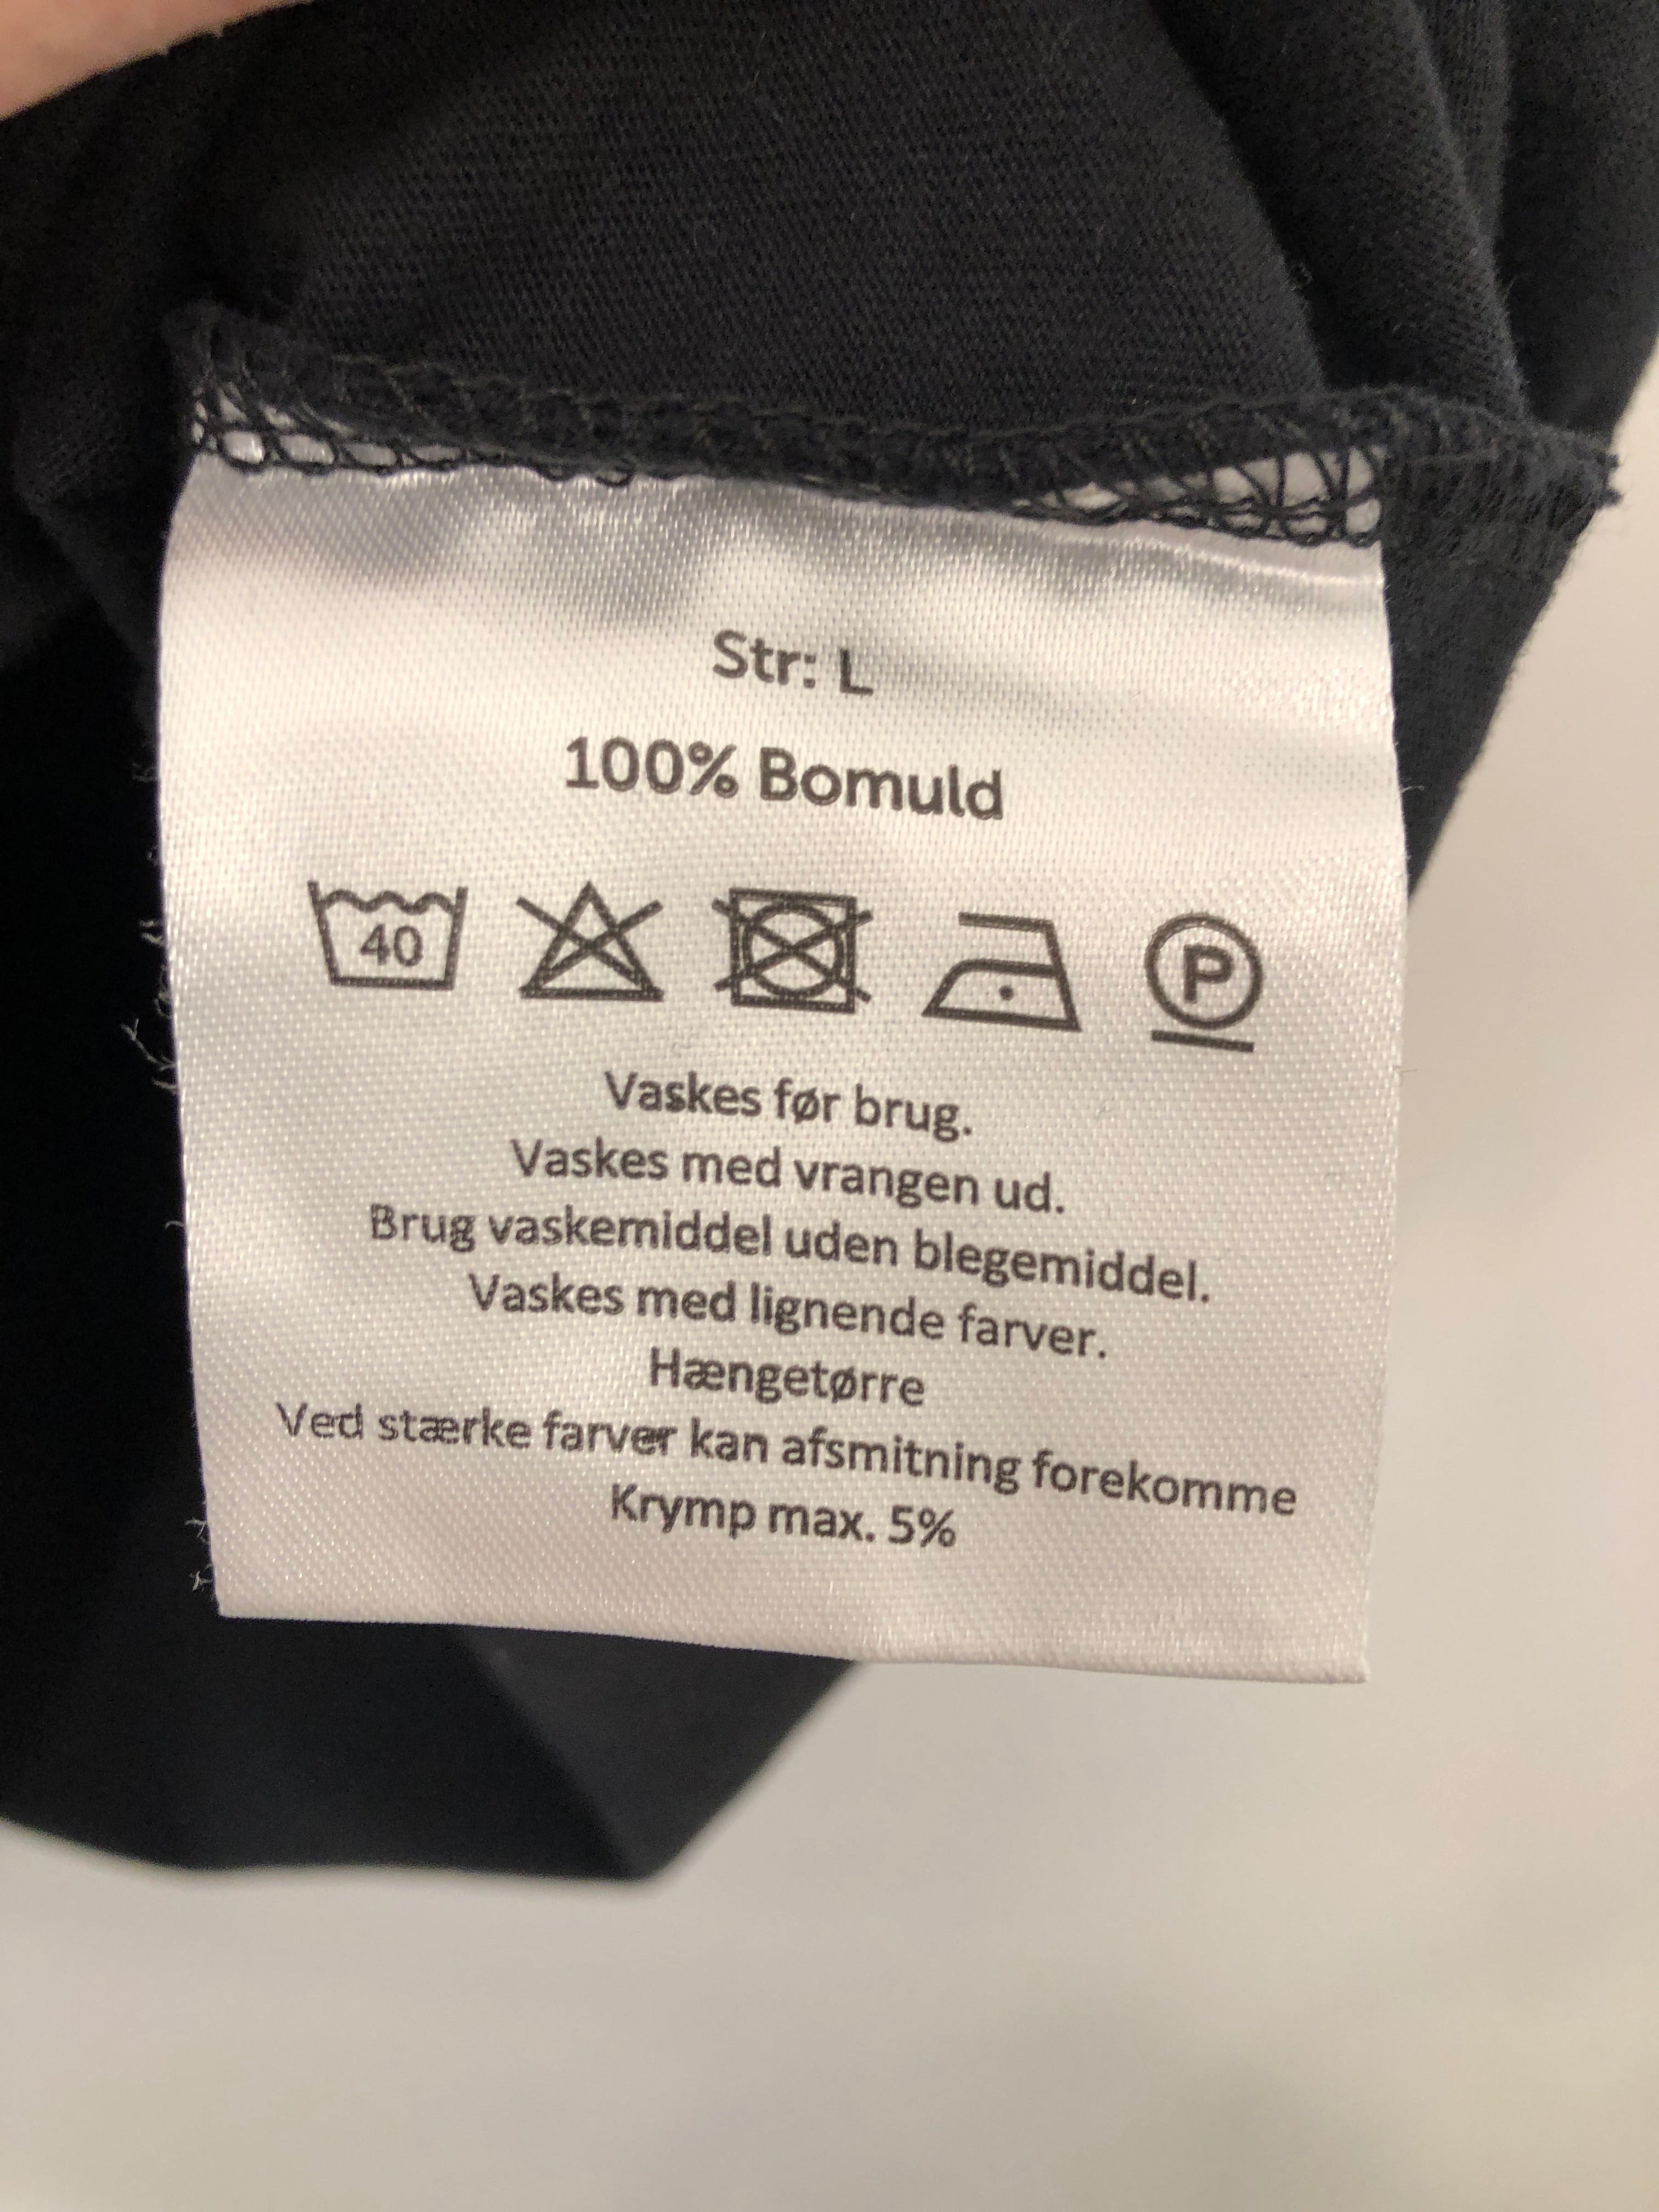 Str: L
100% Bomuld
40
P
Vaskes før brug.
Vaskes med vrangen ud.
Brug vaskemiddel uden blegemiddel.
Vaskes med lignende farver.
Hængetørre
Ved stærke farver kan afsmitning forekomme
Krymp max. 5%